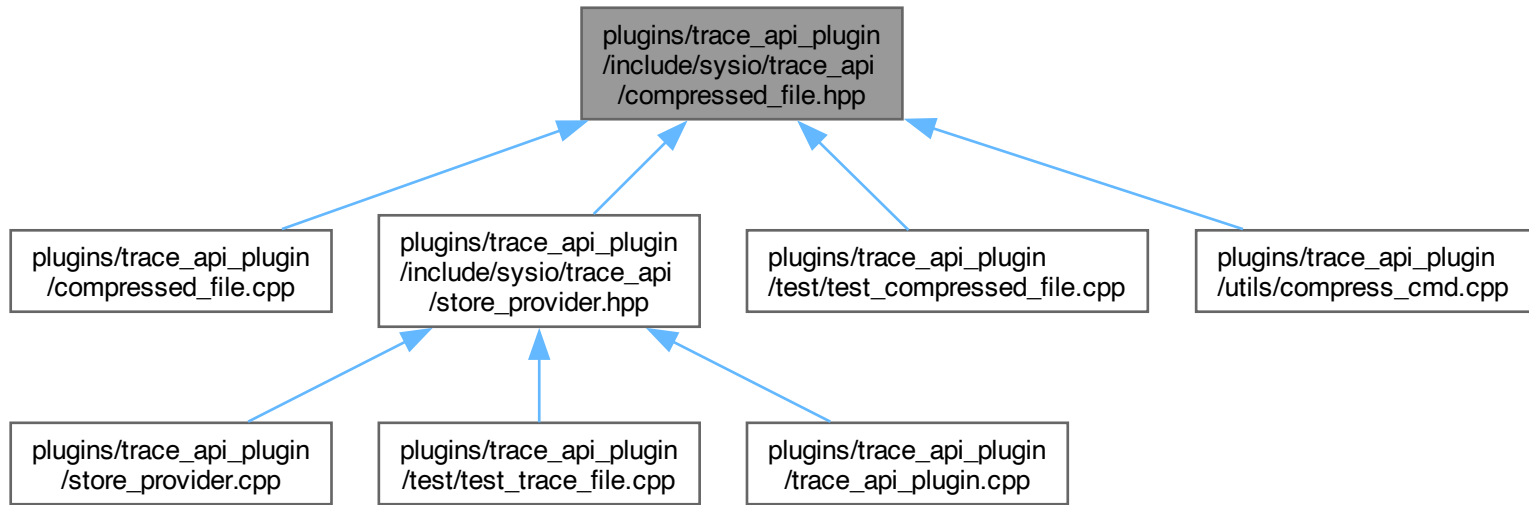 plugins/trace_api_plugin
/include/sysio/trace_api
/compressed_file.hpp
plugins/trace_api_plugin
/compressed_file.cpp
plugins/trace_api_plugin
/include/sysio/trace_api
/store_provider.hpp
plugins/trace_api_plugin
/test/test_compressed_file.cpp
plugins/trace_api_plugin
/utils/compress_cmd.cpp
plugins/trace_api_plugin
/store_provider.cpp
plugins/trace_api_plugin
/test/test_trace_file.cpp
plugins/trace_api_plugin
/trace_api_plugin.cpp